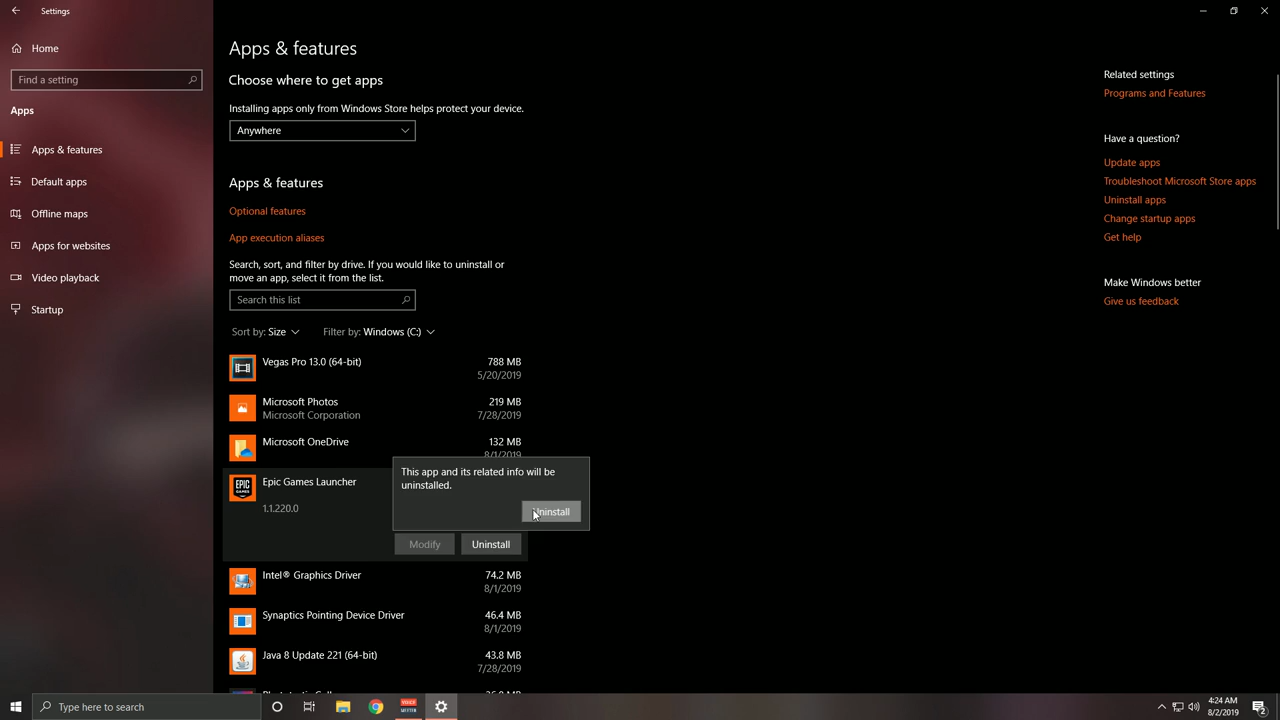 Settings
Home
Find a setting
Apps
Apps & features
Default apps
Offline maps
Apps for websites
Video playback
Startup
Apps & features
Choose where to get apps
Installing apps only from Windows Store helps protect your device.
Anywhere
Apps & features
Optional features
App execution aliases
Search, sort, and filter by drive. If you would like to uninstall or
move an app, select it from the list.
Search this list
Sort by: Size
Filter by: Windows (C:)
Vegas Pro 13.0 (64-bit)
788 MB
5/20/2019
Microsoft Photos
219 MB
Microsoft Corporation
7/28/2019
Microsoft OneDrive
132 MB
8/1/2019
Epic Games Launcher
EPIC
GAMES
1.1.220.0
This app and its related info will be
uninstalled.
Uninstall
Modify
Uninstall
Intel® Graphics Driver
74.2 MB
8/1/2019
Synaptics Pointing Device Driver
46.4 MB
8/1/2019
Java 8 Update 221 (64-bit)
43.8 MB
7/28/2019
Related settings
Programs and Features
Have a question?
Update apps
Troubleshoot Microsoft Store apps
Uninstall apps
Change startup apps
Get help
Make Windows better
Give us feedback
Type here to search
4:24 AM
8/2/2019
2